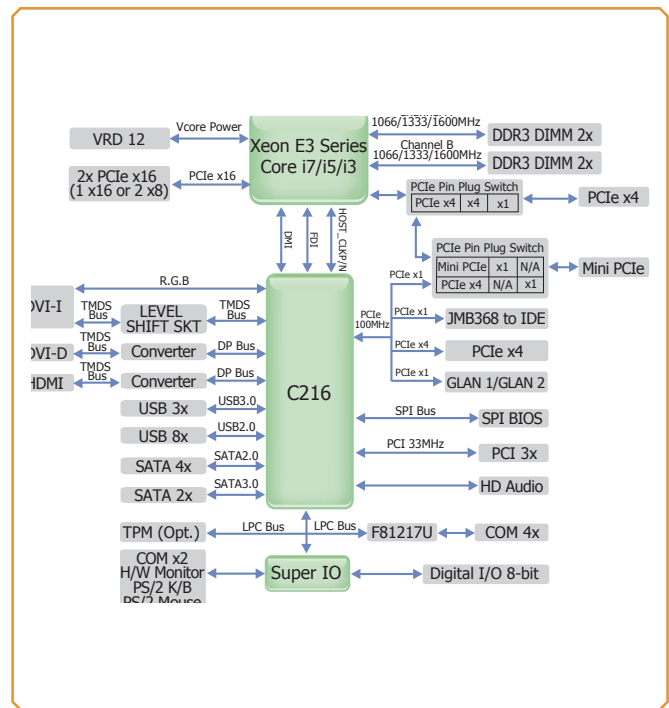 Vcore Power
VRD 12
2x PCIe x16
(1 x16 or 2 x8)
PCIe x16
Xeon E3 Series
Core i7/i5/i3
1066/1333/1600MHz
DDR3 DIMM 2x
Channel B
1066/1333/1600MHz
DDR3 DIMM 2x
PCIe Pin Plug Switch
PCIe x4 x4 x1
PCIe x4
PCIe Pin Plug Switch
Mini PCIe x1 N/A
PCIe x4 N/A x1
Mini PCIe
DMI
FDI
HOST_CLKP/N
R.G.B
DVI-I
TMDS
Bus
LEVEL
SHIFT SKT
TMDS
Bus
DVI-D
TMDS
Bus
Converter
DP Bus
HDMI
TMDS
Bus
Converter
DP Bus
USB 3x
USB3.0
USB 8x
USB2.0
SATA 4x
SATA2.0
SATA 2x
SATA3.0
C216
PCIe
100MHz
PCIe x1
PCIe x1
JMB368 to IDE
PCIe x4
PCIe x4
PCIe x1
GLAN 1/GLAN 2
SPI Bus
SPI BIOS
PCI 33MHz
PCI 3x
HD Audio
TPM (Opt.)
LPC Bus
LPC Bus
F81217U
COM 4x
COM x2
H/W Monitor
PS/2 K/B
PS/2 Mouse
Super IO
Digital I/O 8-bit